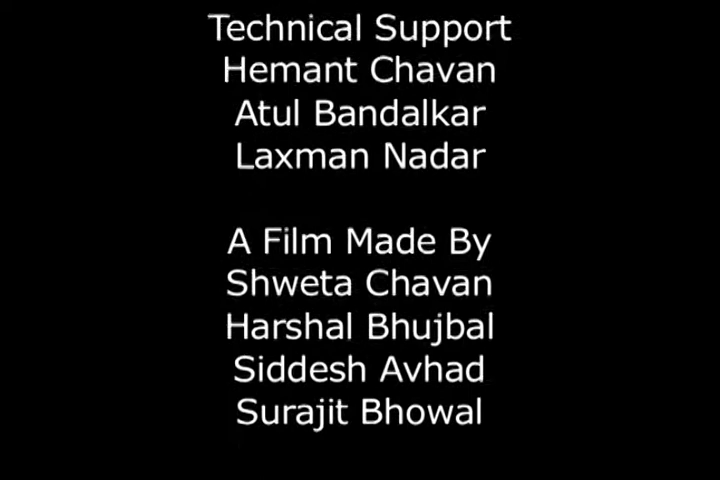 Technical Support
Hemant Chavan
Atul Bandalkar
Laxman Nadar
A Film Made By
Shweta Chavan
Harshal Bhujbal
Siddesh Avhad
Surajit Bhowal